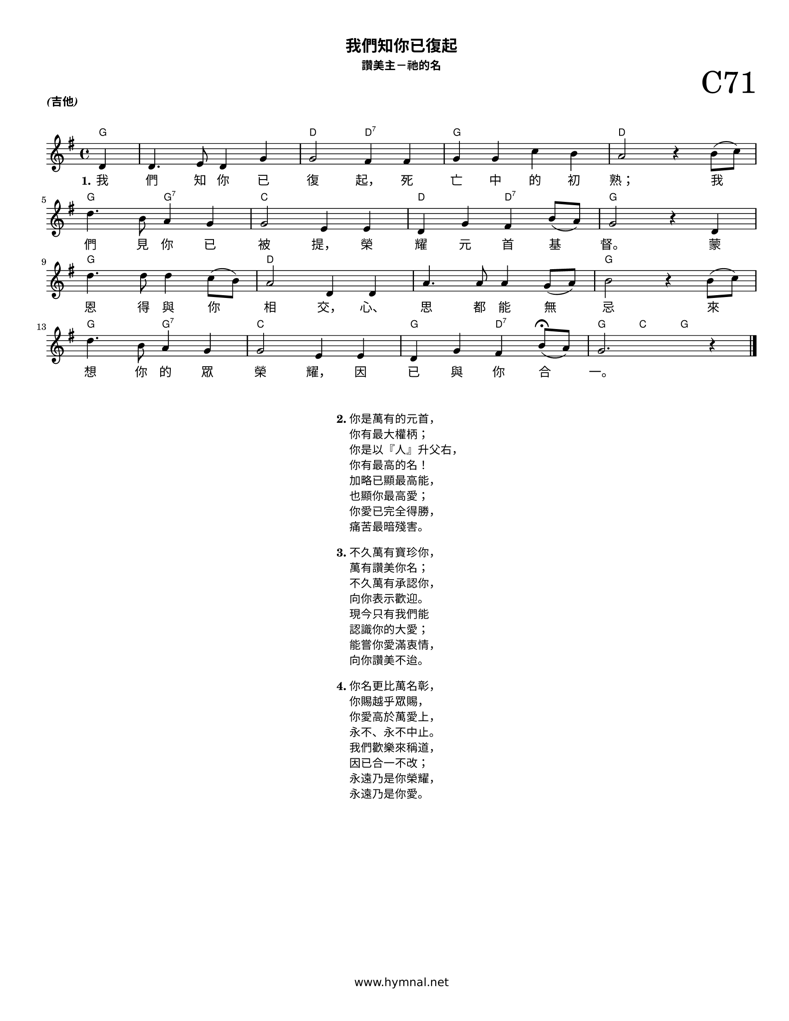 我們知你已復起
讚美主－祂的名
C71
(吉他)
G D D7 G D
1. 我 們 知 你 已 復 起， 死 亡 中 的 初 熟； 我
5 G G7 C D D7 G
們 見 你 已 被 提， 榮 耀 元 首 基 督。 蒙
9 G D G
恩 得 與 你 相 交， 心、 思 都 能 無 忌 來
13 G G7 C G D7 G C G
想 你 的 眾 榮 耀， 因 已 與 你 合 一。
2. 你是萬有的元首，
你有最大權柄；
你是以『人』升父右，
你有最高的名！
加略已顯最高能，
也顯你最高愛；
你愛已完全得勝，
痛苦最暗殘害。
3. 不久萬有寶珍你，
萬有讚美你名；
不久萬有承認你，
向你表示歡迎。
現今只有我們能
認識你的大愛；
能嘗你愛滿衷情，
向你讚美不迨。
4. 你名更比萬名彰，
你賜越乎眾賜，
你愛高於萬愛上，
永不、永不中止。
我們歡樂來稱道，
因已合一不改；
永遠乃是你榮耀，
永遠乃是你愛。
www.hymnal.net